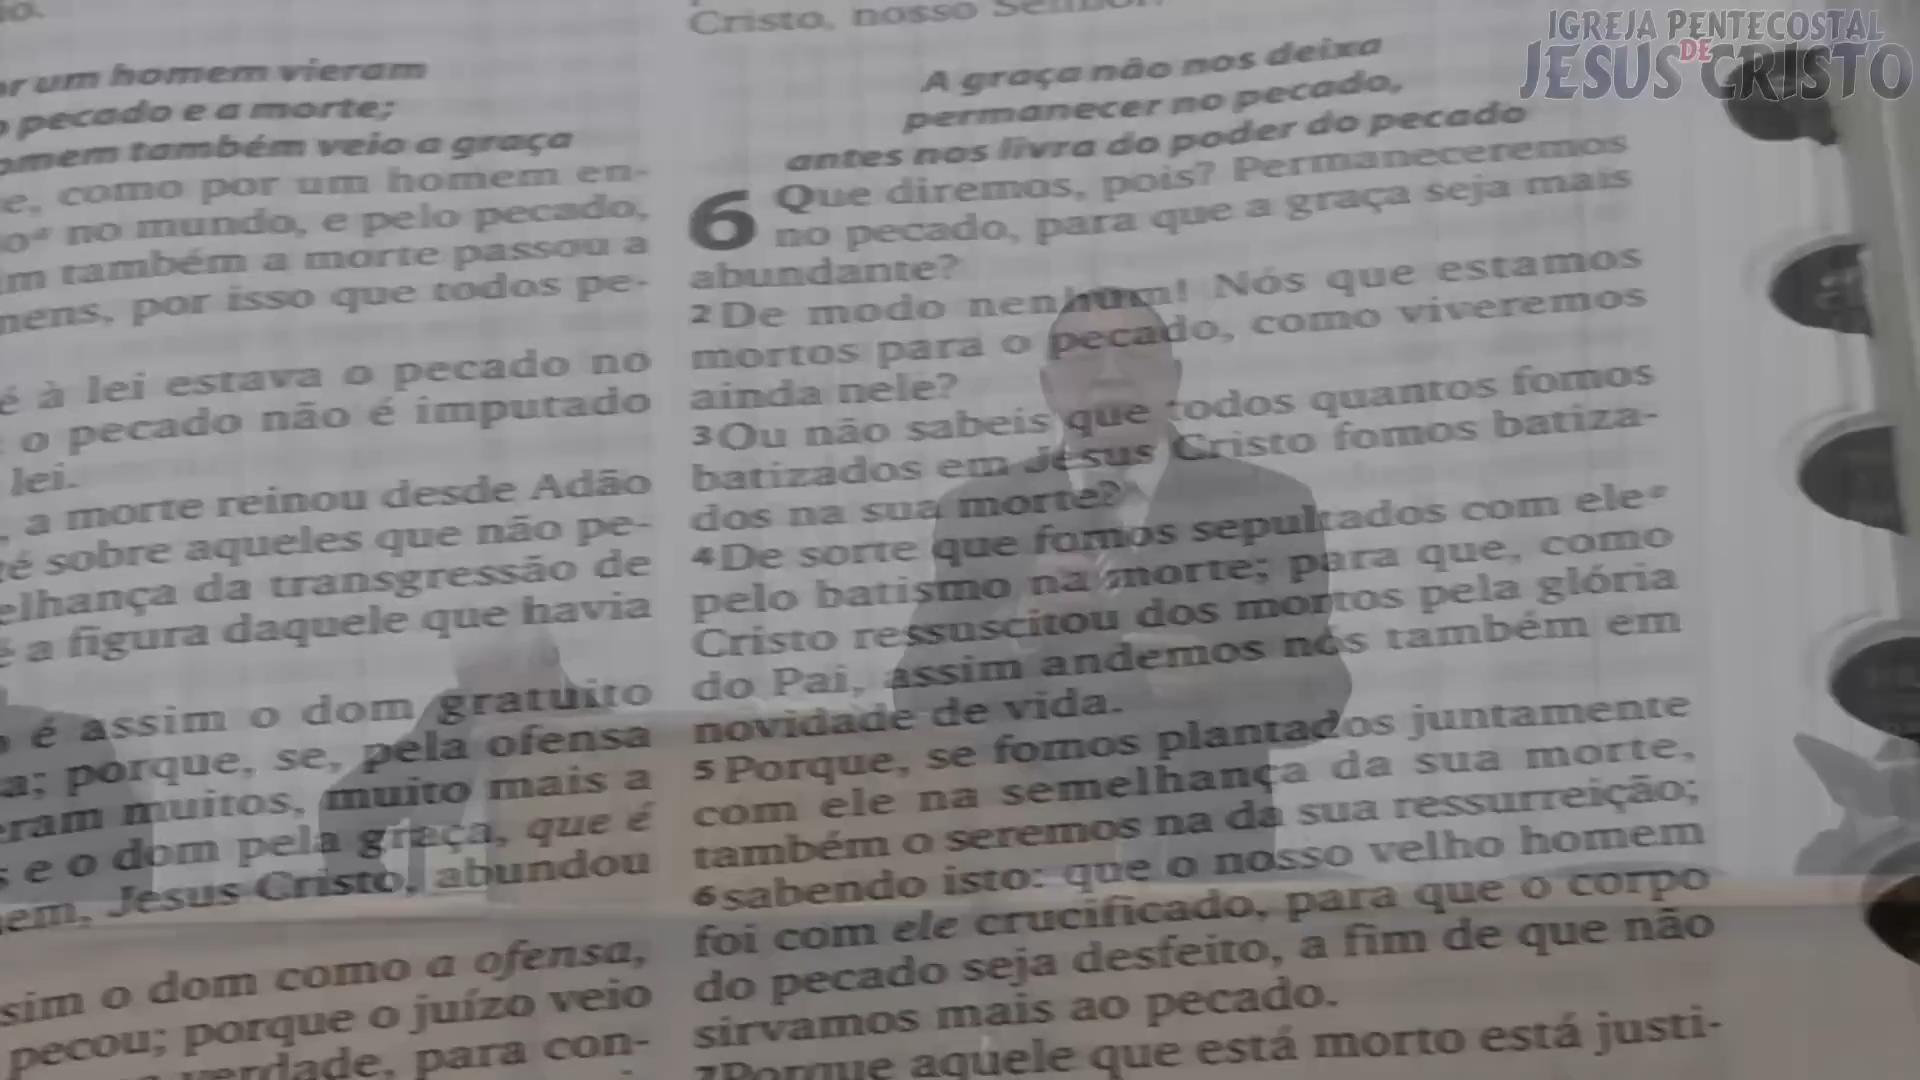 IGREJA PENTECOSTAL
DE
JESUS CRISTO
um homem vieram
pecado e a morte;
também veio a graça
e, como por um homem en-
no mundo, e pelo pecado,
também a morte passou a
por isso que todos pe-
à lei estava o pecado no
o pecado não é imputado
lei.
a morte reinou desde Adão
sobre aqueles que não pe-
da transgressão de
é a figura daquele que havia
é assim o dom gratuito
porque, se, pela ofensa
muitos, muito mais a
e o dom pela graça, que é
Jesus Cristo, abundou
o dom como a ofensa,
pecou; porque o juízo veio
verdade, para con-
Cristo, nosso Senhor.
A graça não nos deixa
permanecer no pecado,
antes nos livra do poder do pecado
6 Que diremos, pois? Permaneceremos
no pecado, para que a graça seja mais
abundante?
2 De modo nenhum! Nós que estamos
mortos para o pecado, como viveremos
ainda nele?
3 Ou não sabeis que todos quantos fomos
batizados em Jesus Cristo fomos batiza-
dos na sua morte?
4 De sorte que fomos sepultados com ele
pelo batismo na morte; para que, como
Cristo ressuscitou dos mortos pela glória
do Pai, assim andemos nós também em
novidade de vida.
5 Porque, se fomos plantados juntamente
com ele na semelhança da sua morte,
também o seremos na da sua ressurreição;
6 sabendo isto: que o nosso velho homem
foi com ele crucificado, para que o corpo
do pecado seja desfeito, a fim de que não
sirvamos mais ao pecado.
7 Porque aquele que está morto está justi-